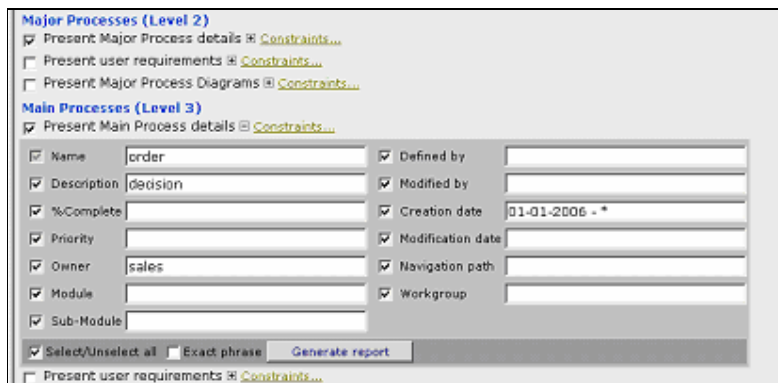 Major Processes (Level 2)
Present Major Process details Constraints...
Present user requirements Constraints...
Present Major Process Diagrams Constraints...
Main Processes (Level 3)
Present Main Process details Constraints...
Name order Defined by
Description decision Modified by
%Complete Creation date 01-01-2006 - *
Priority Modification date
Owner sales Navigation path
Module Workgroup
Sub-Module
Select/Unselect all Exact phrase Generate report
Present user requirements Constraints...